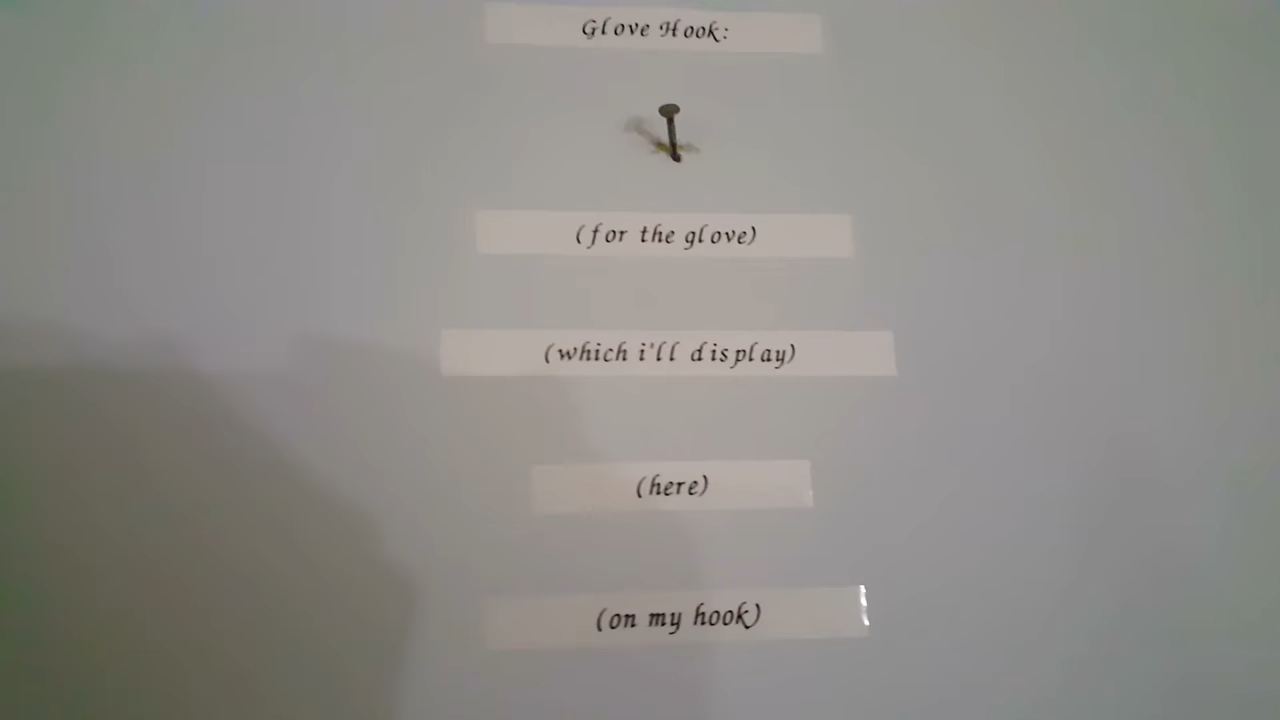 Glove Hook:
(for the glove)
(which i'll display)
(here)
(on my hook)